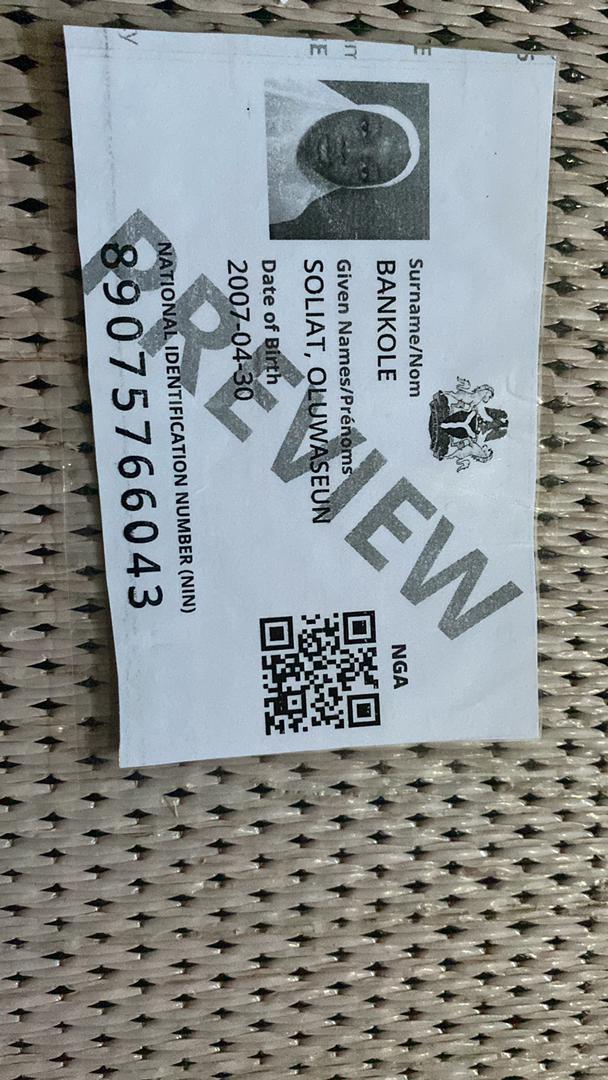 Surname/Nom
BANKOLE
Given Names/Prénoms
SOLIAT, OLUWASEUN
Date of Birth
2007-04-30
NGA
PREVIEW
NATIONAL IDENTIFICATION NUMBER (NIN)
89075766043